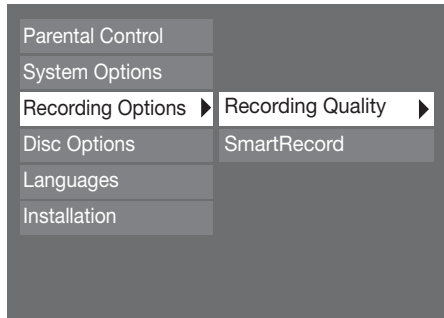 Parental Control
System Options
Recording Options
Disc Options
Languages
Installation
Recording Quality
SmartRecord